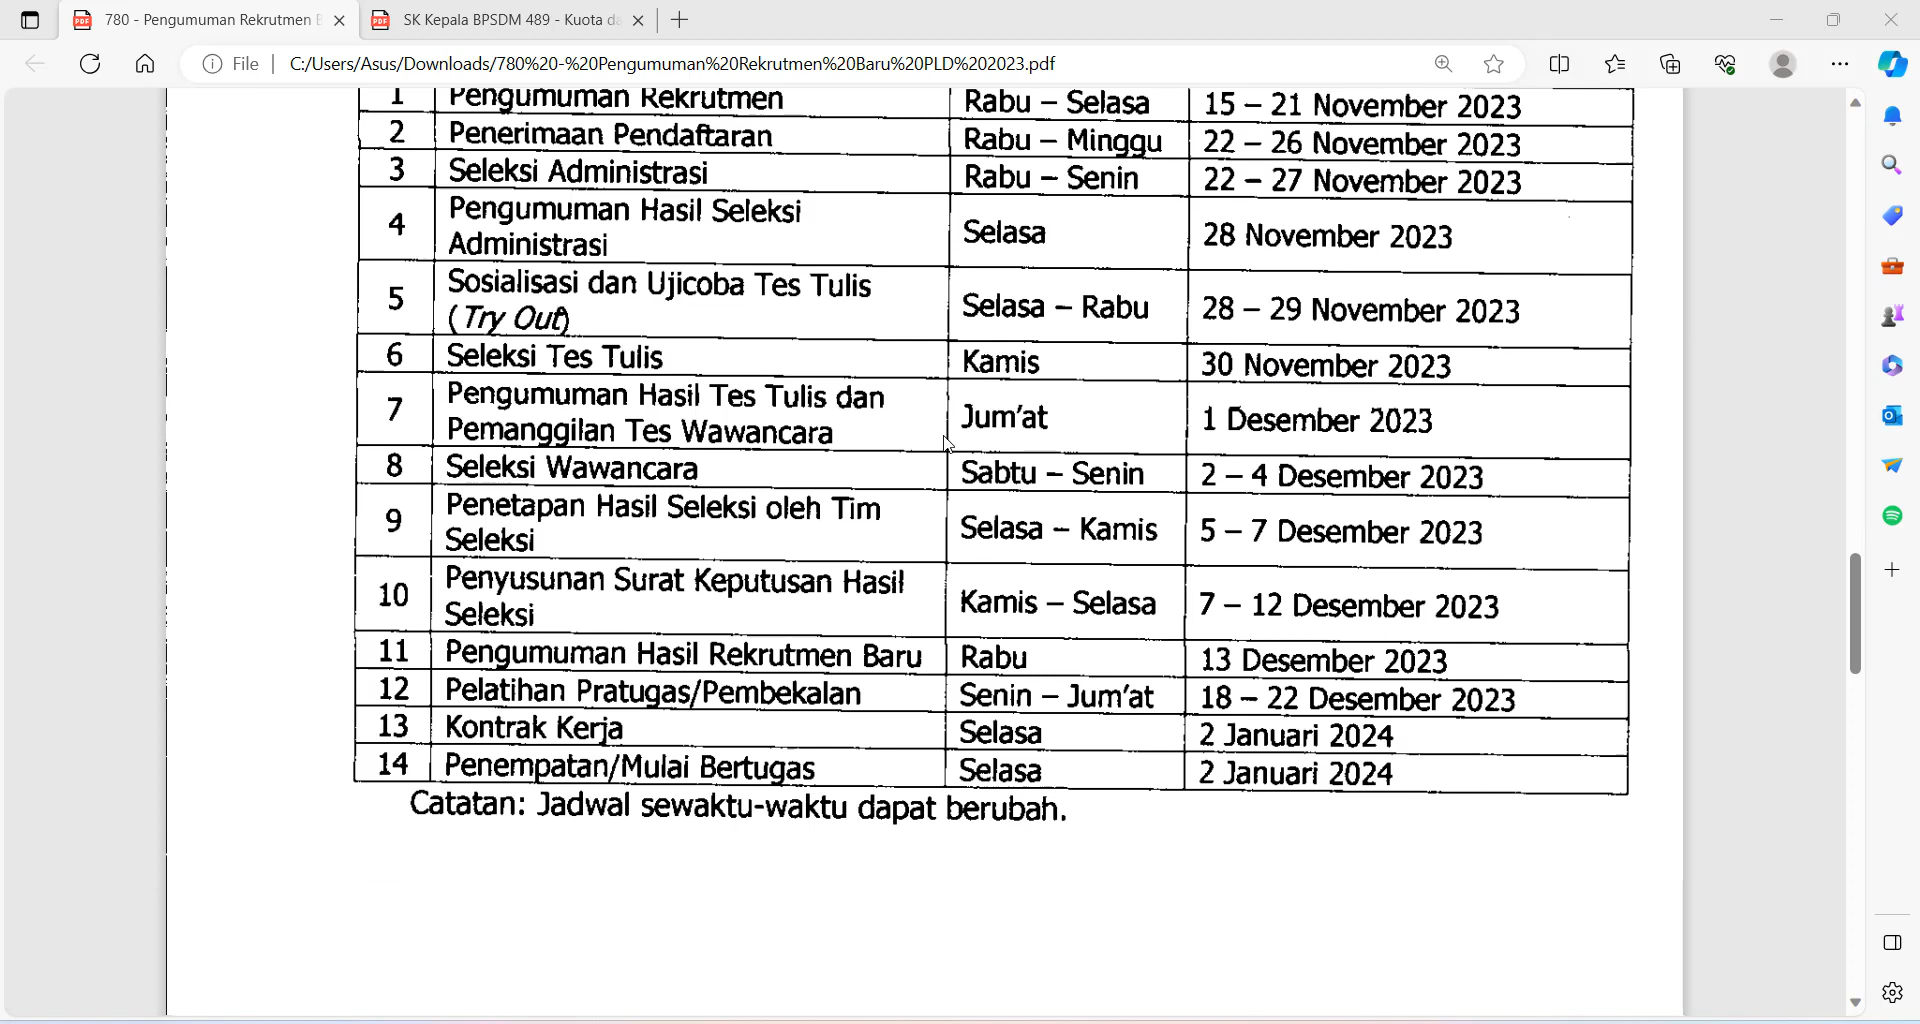 780 - Pengumuman Rekrutmen
SK Kepala BPSDM 489 - Kuota
File
C:/Users/Asus/Downloads/780%20-%20Pengumuman%20Rekrutmen%20Baru%20PLD%202023.pdf
1 Pengumuman Rekrutmen Rabu – Selasa 15 – 21 November 2023
2 Penerimaan Pendaftaran Rabu – Minggu 22 – 26 November 2023
3 Seleksi Administrasi Rabu – Senin 22 – 27 November 2023
4 Pengumuman Hasil Seleksi
Administrasi Selasa 28 November 2023
5 Sosialisasi dan Ujicoba Tes Tulis
(Try Out) Selasa – Rabu 28 – 29 November 2023
6 Seleksi Tes Tulis Kamis 30 November 2023
7 Pengumuman Hasil Tes Tulis dan
Pemanggilan Tes Wawancara Jum'at 1 Desember 2023
8 Seleksi Wawancara Sabtu – Senin 2 – 4 Desember 2023
9 Penetapan Hasil Seleksi oleh Tim
Seleksi Selasa – Kamis 5 – 7 Desember 2023
10 Penyusunan Surat Keputusan Hasil
Seleksi Kamis – Selasa 7 – 12 Desember 2023
11 Pengumuman Hasil Rekrutmen Baru Rabu 13 Desember 2023
12 Pelatihan Pratugas/Pembekalan Senin – Jum'at 18 – 22 Desember 2023
13 Kontrak Kerja Selasa 2 Januari 2024
14 Penempatan/Mulai Bertugas Selasa 2 Januari 2024
Catatan: Jadwal sewaktu-waktu dapat berubah.